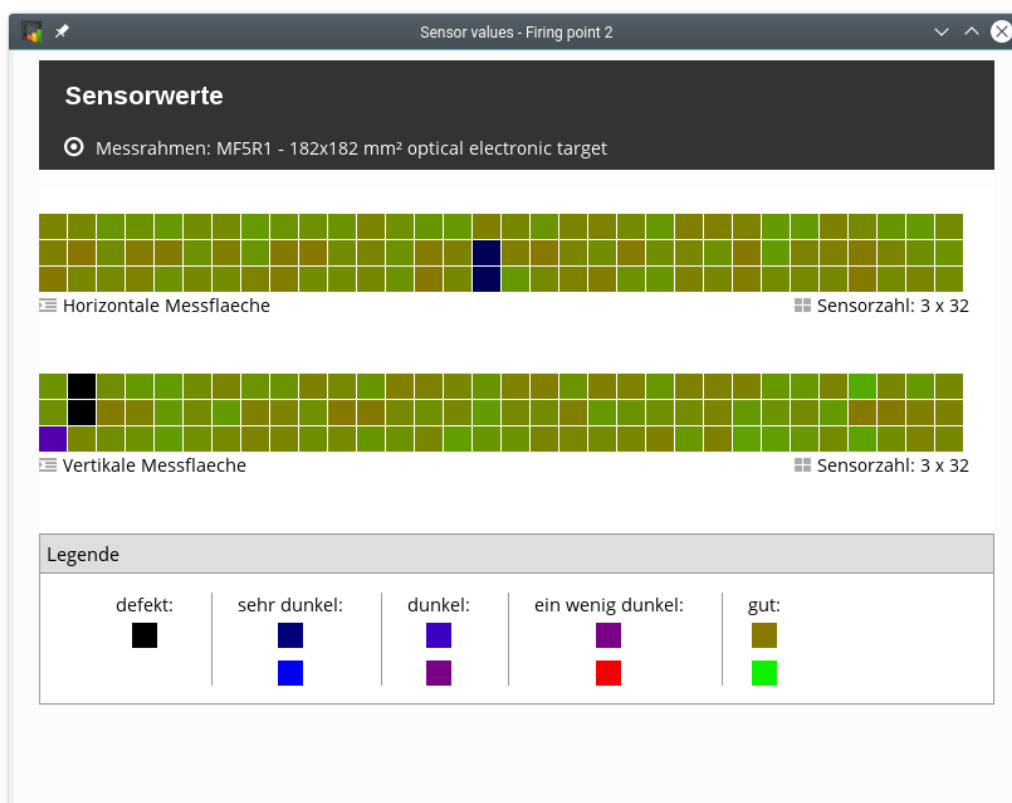 Sensor values - Firing point 2
Sensorwerte
Messrahmen: MF5R1 - 182x182 mm² optical electronic target
Horizontale Messflaeche
Sensorzahl: 3 x 32
Vertikale Messflaeche
Sensorzahl: 3 x 32
Legende
defekt:
sehr dunkel:
dunkel:
ein wenig dunkel:
gut: